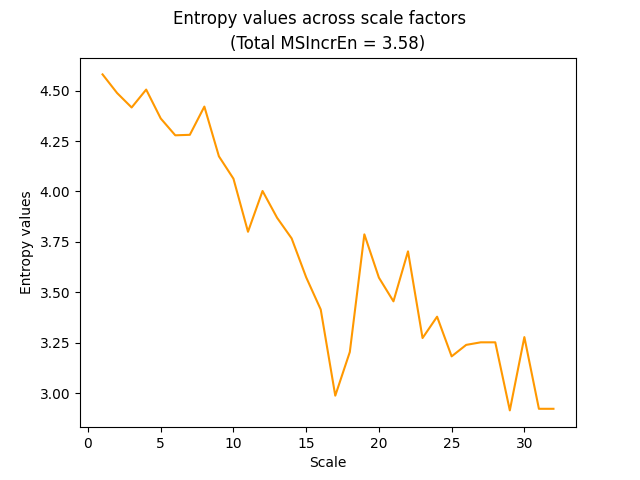 Entropy values across scale factors
(Total MSIncrEn = 3.58)
Entropy values
4.50
4.25
4.00
3.75
3.50
3.25
3.00
0 5 10 15 20 25 30
Scale